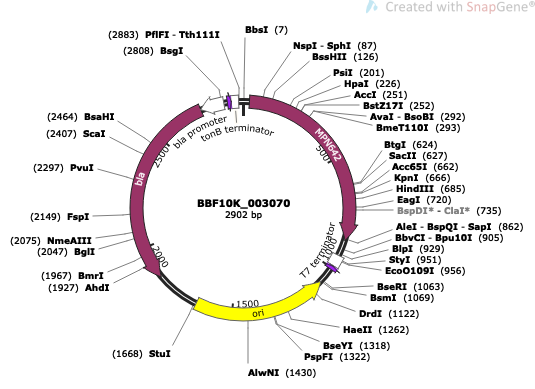 Created with SnapGene®
(2883) PflFI - Tth111I
(2808) BsgI
BbsI (7)
NspI - SphI (87)
BssHII (126)
PsiI (201)
HpaI (226)
AccI (251)
BstZ17I (252)
AvaI - BsoBI (292)
BmeT110I (293)
BtgI (624)
SacII (627)
Acc65I (662)
KpnI (666)
HindIII (685)
EagI (720)
BspDI* - ClaI* (735)
AleI - BspQI - SapI (862)
BbvCI - Bpu10I (905)
BlpI (929)
StyI (951)
EcoO109I (956)
BseRI (1063)
BsmI (1069)
DrdI (1122)
HaeII (1262)
BseYI (1318)
PspFI (1322)
AlwNI (1430)
(1668) StuI
(1927) AhdI
(1967) BmrI
(2047) BglI
(2075) NmeAIII
(2149) FspI
(2297) PvuI
(2407) ScaI
(2464) BsaHI
bla promoter
tonB terminator
MPN642
T7 terminator
ori
bla
500
1000
1500
2000
2500
BBF10K_003070
2902 bp